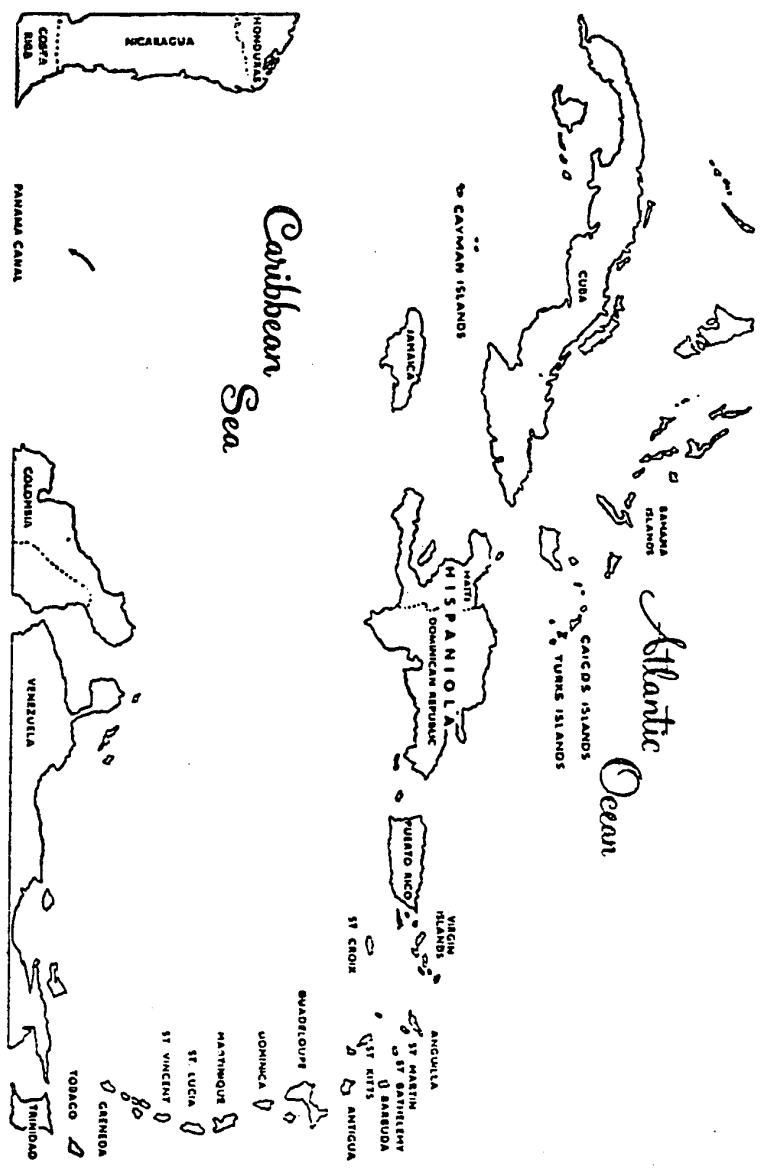 Atlantic
Ocean
BAHAMA
ISLANDS
CAICOS ISLANDS
TURKS ISLANDS
CUBA
CAYMAN ISLANDS
JAMAICA
HAITI
HISPANIOLA
DOMINICAN REPUBLIC
PUERTO RICO
VIRGIN
ISLANDS
ST CROIX
ANGUILLA
ST MARTIN
ST BATHELEMY
BARBUDA
ST KITTS
ANTIGUA
GUADELOUPE
DOMINICA
MARTINIQUE
ST. LUCIA
ST VINCENT
GRENEDA
TOBAGO
TRINIDAD
Caribbean
Sea
HONDURAS
NICARAGUA
COSTA
RICA
PANAMA CANAL
COLOMBIA
VENEZUELA